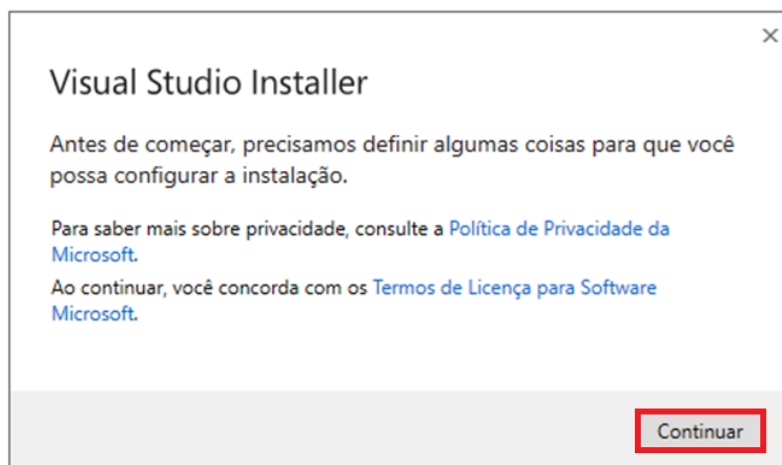 Visual Studio Installer
Antes de começar, precisamos definir algumas coisas para que você
possa configurar a instalação.
Para saber mais sobre privacidade, consulte a Política de Privacidade da
Microsoft.
Ao continuar, você concorda com os Termos de Licença para Software
Microsoft.
Continuar